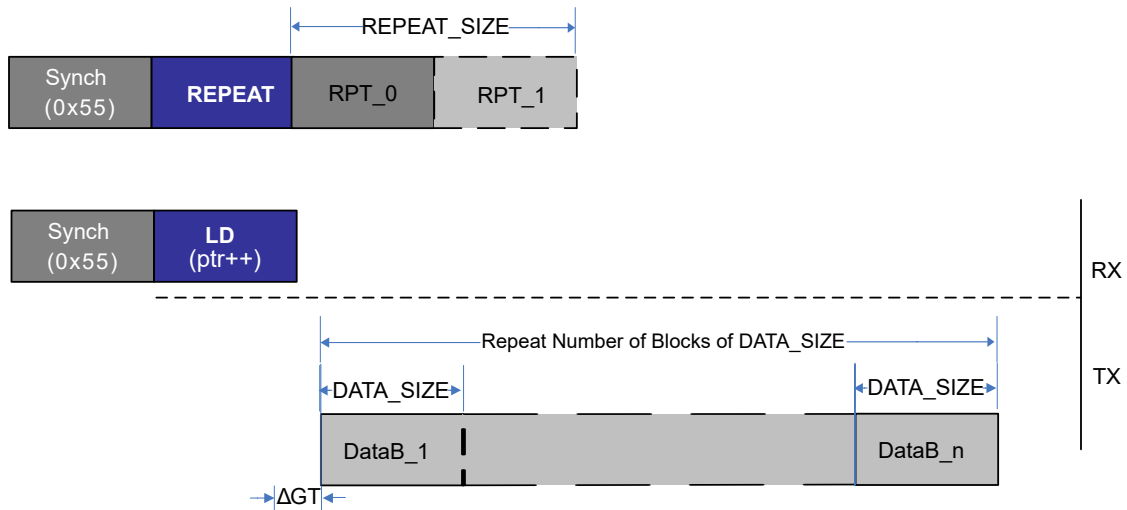 REPEAT_SIZE
Synch
(0x55)
REPEAT
RPT_0
RPT_1
Synch
(0x55)
LD
(ptr++)
RX
Repeat Number of Blocks of DATA_SIZE
TX
DATA_SIZE
DATA_SIZE
DataB_1
DataB_n
ΔGT